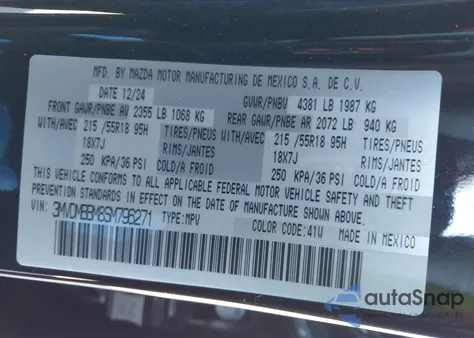 MFD. BY MAZDA MOTOR MANUFACTURING DE MEXICO S.A. DE C.V.
DATE 12/24 GVWR/PNBV 4381 LB 1987 KG
FRONT GAWR/PNBE AV 2355 LB 1068 KG REAR GAWR/PNBE AR 2072 LB 940 KG
WITH/AVEC 215 /55R18 95H TIRES/PNEUS WITH/AVEC 215 /55R18 95H TIRES/PNEUS
18X7J RIMS/JANTES 18X7J RIMS/JANTES
250 KPA/36 PSI COLD/A FROID 250 KPA/36 PSI COLD/A FROID
THIS VEHICLE CONFORMS TO ALL APPLICABLE FEDERAL MOTOR VEHICLE SAFETY AND THEFT
PREVENTION STANDARDS IN EFFECT ON THE DATE OF MANUFACTURE SHOWN ABOVE.
VIN: TYPE:MPV COLOR CODE: 41W MADE IN MEXICO
autoSnap